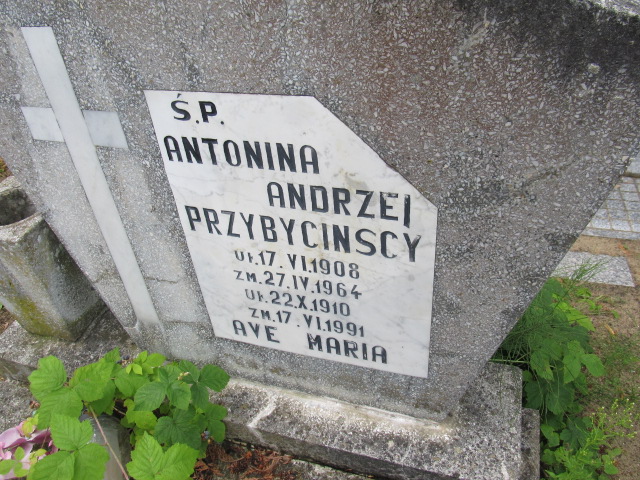 Ś.P.
ANTONINA
ANDRZEJ
PRZYBYCINSCY
UR.17.VI.1908
ZM.27.IV.1964
UR.22.X.1910
ZM.17.VI.1991
AVE MARIA